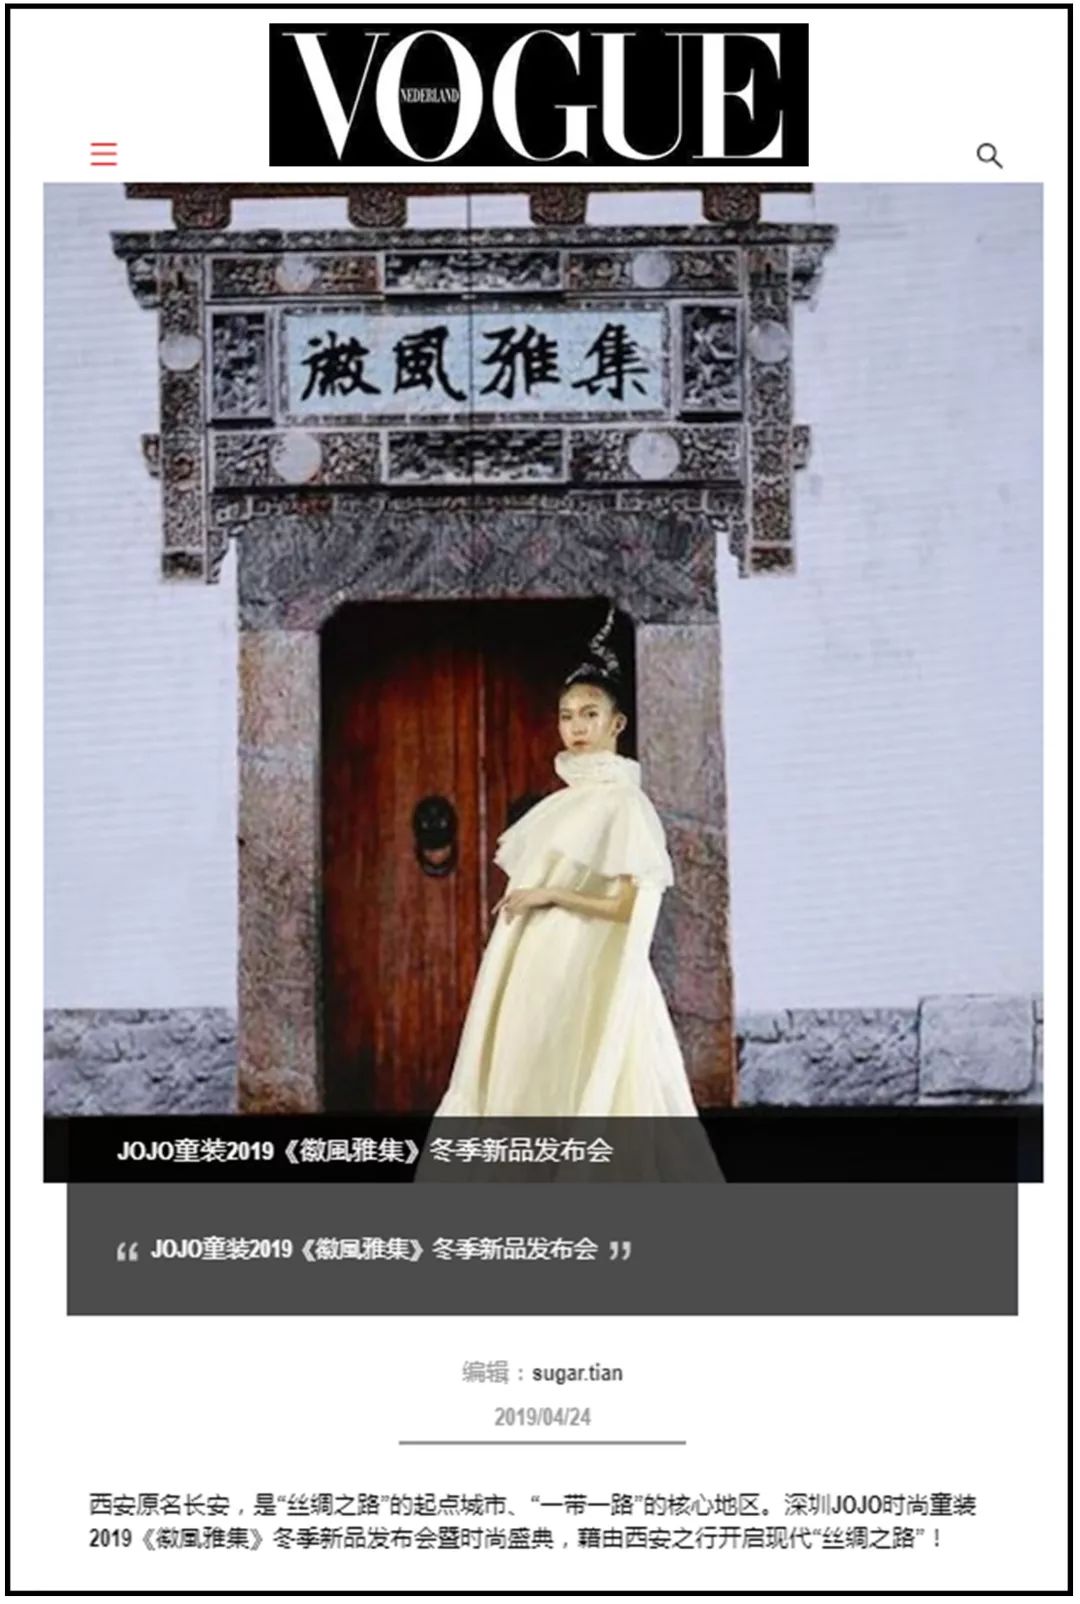 VOGUE
NEDERLAND
徽風雅集
JOJO童装2019《徽風雅集》冬季新品发布会
“ JOJO童装2019《徽風雅集》冬季新品发布会 ”
编辑：sugar.tian
2019/04/24
西安原名长安，是“丝绸之路”的起点城市、“一带一路”的核心地区。深圳JOJO时尚童装
2019《徽風雅集》冬季新品发布会暨时尚盛典，藉由西安之行开启现代“丝绸之路”！